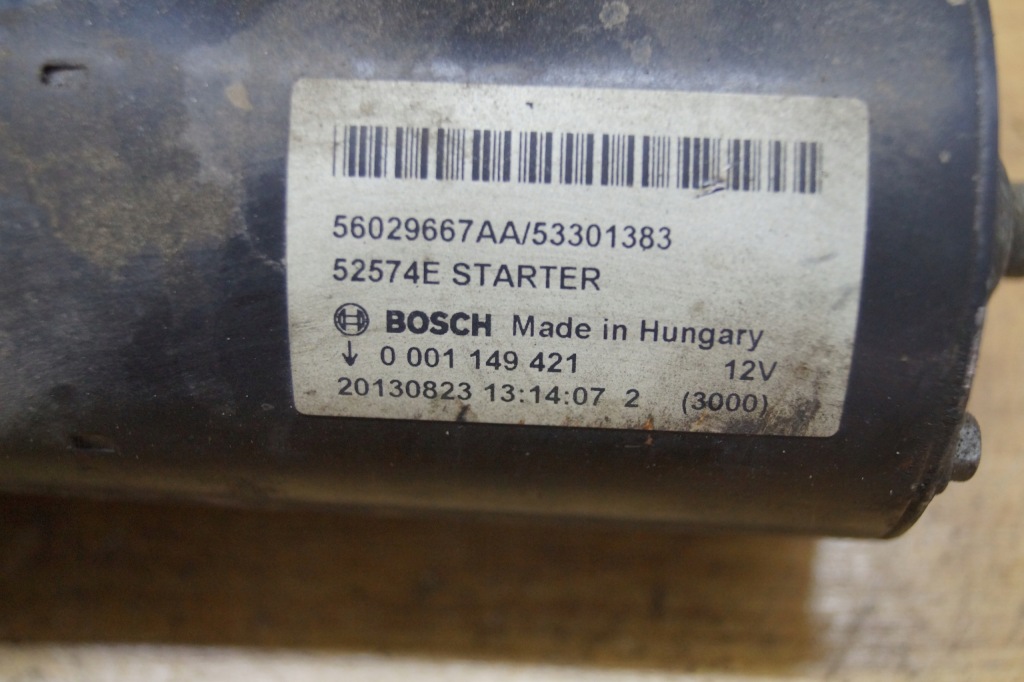 56029667AA/53301383
52574E STARTER
BOSCH Made in Hungary
↓ 0 001 149 421 12V
20130823 13:14:07 2 (3000)